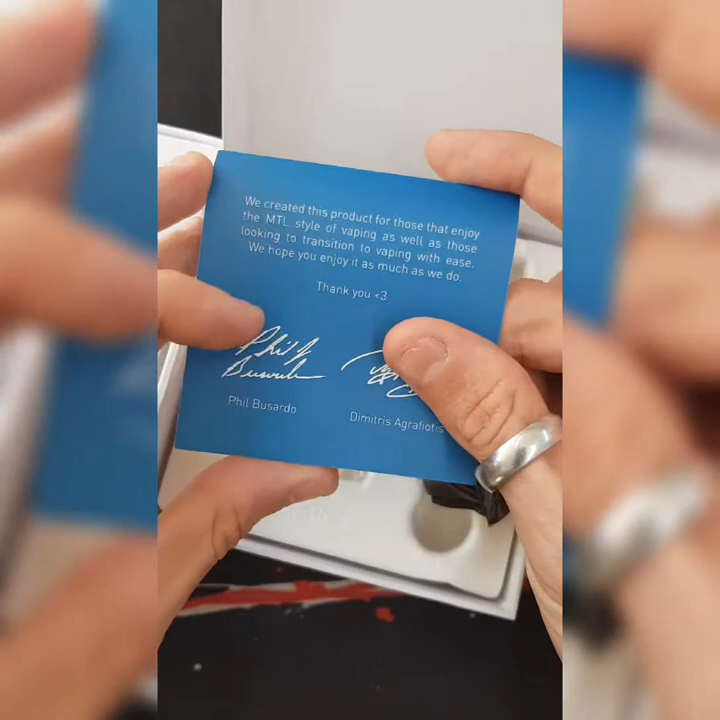 We created this product for those that enjoy
the MTL style of vaping as well as those
looking to transition to vaping with ease.
We hope you enjoy it as much as we do.
Thank you <3
Phil Busardo
Phil Busardo
Dimitris Agrafiotis